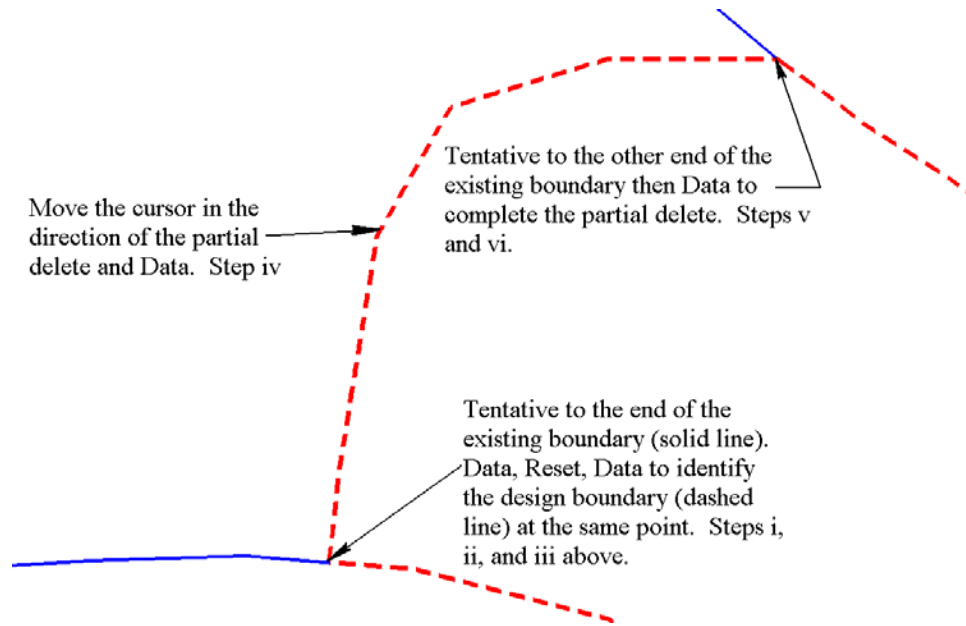 Tentative to the other end of the
existing boundary then Data to
complete the partial delete.  Steps v
and vi.
Move the cursor in the
direction of the partial
delete and Data.  Step iv
Tentative to the end of the
existing boundary (solid line).
Data, Reset, Data to identify
the design boundary (dashed
line) at the same point.  Steps i,
ii, and iii above.